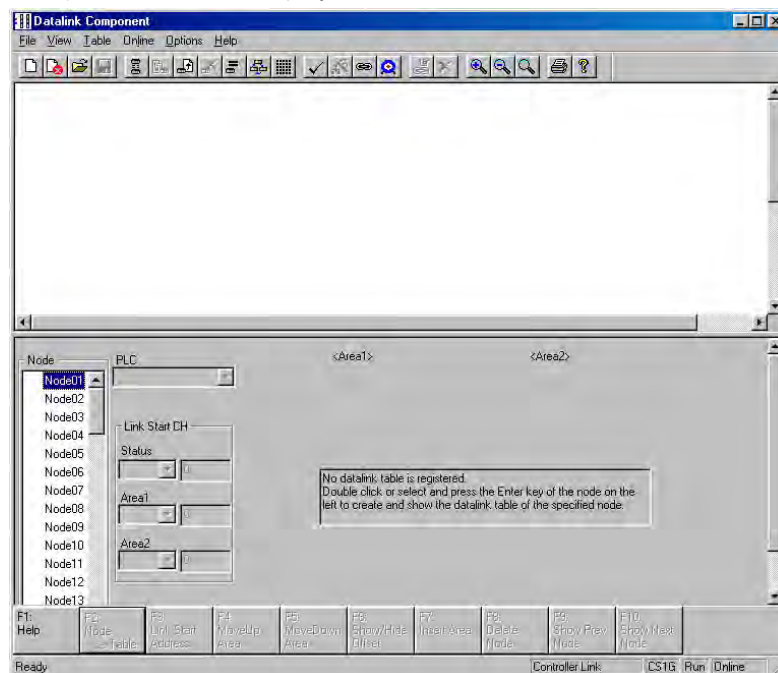 Datalink Component
File View Table Online Options Help
<Area1> <Area2>
Node PLC
Node01
Node02
Node03
Node04
Node05
Node06
Node07
Node08
Node09
Node10
Node11
Node12
Node13
Link Start CH
Status
0
Area1
0
Area2
0
No datalink table is registered.
Double click or select and press the Enter key of the node on the
left to create and show the datalink table of the specified node.
F1:
Help
F2:
Node
-->Table
F3:
Link Start
Address
F4:
MoveUp
Area
F5:
MoveDown
Area
F6:
Show/Hide
Offset
F7:
Insert Area
F8:
Delete
Node
F9:
Show Prev
Node
F10:
Show Next
Node
Ready Controller Link CS1G Run Online